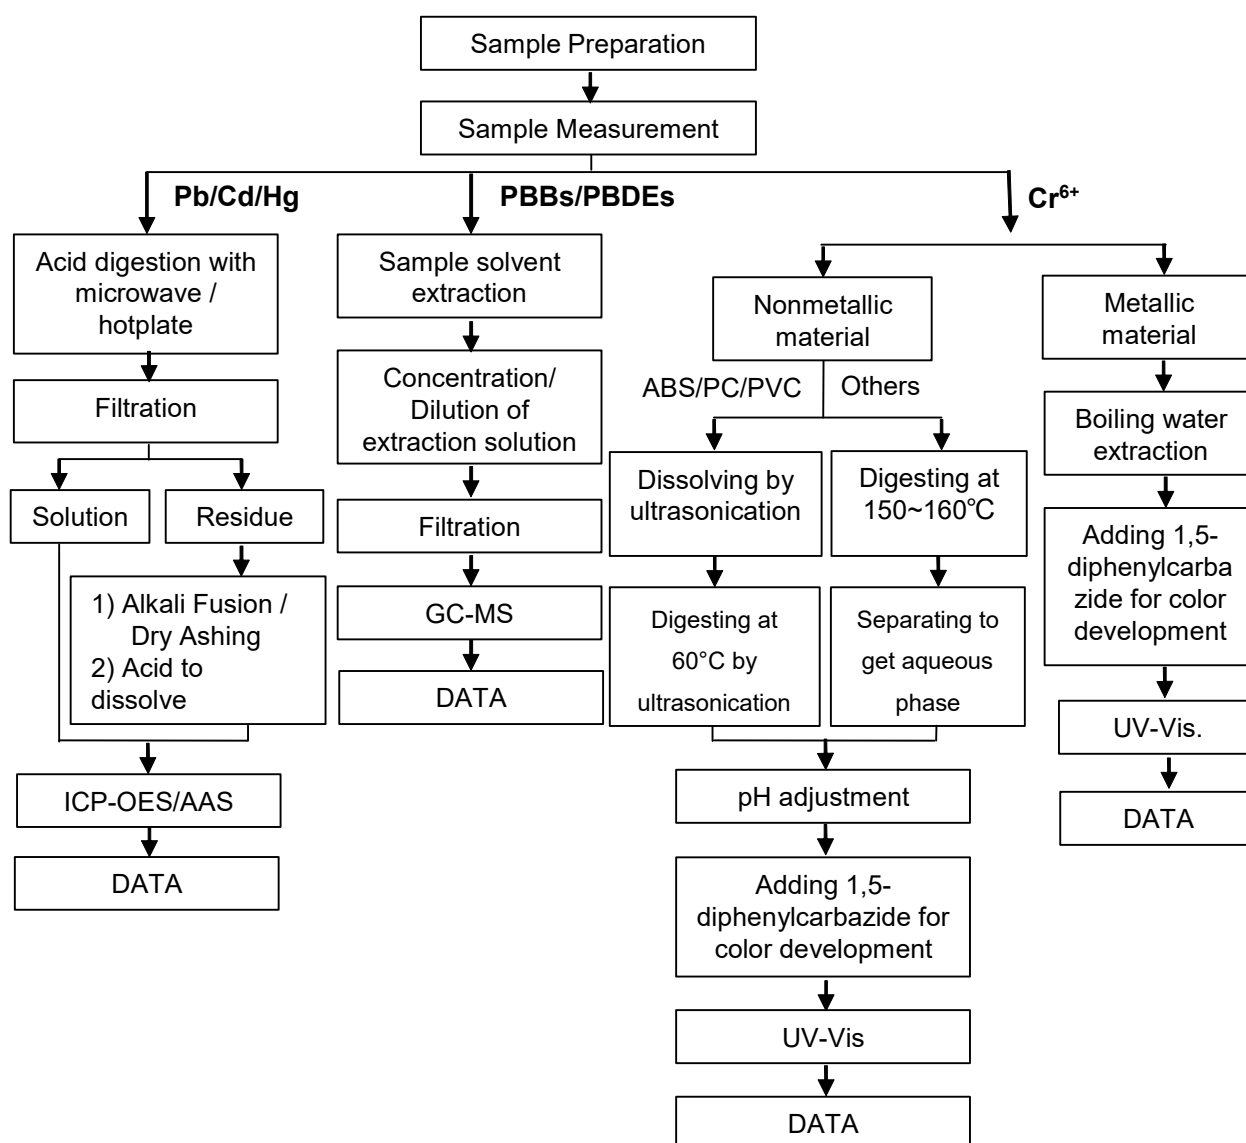 Sample Preparation
Sample Measurement
Pb/Cd/Hg
PBBs/PBDEs
Cr⁶⁺
Acid digestion with
microwave /
hotplate
Filtration
Solution
Residue
1) Alkali Fusion /
Dry Ashing
2) Acid to
dissolve
ICP-OES/AAS
DATA
Sample solvent
extraction
Concentration/
Dilution of
extraction solution
Filtration
GC-MS
DATA
Nonmetallic
material
ABS/PC/PVC
Others
Dissolving by
ultrasonication
Digesting at
60°C by
ultrasonication
Digesting at
150~160℃
Separating to
get aqueous
phase
pH adjustment
Adding 1,5-
diphenylcarbazide for
color development
UV-Vis
DATA
Metallic
material
Boiling water
extraction
Adding 1,5-
diphenylcarba
zide for color
development
UV-Vis.
DATA